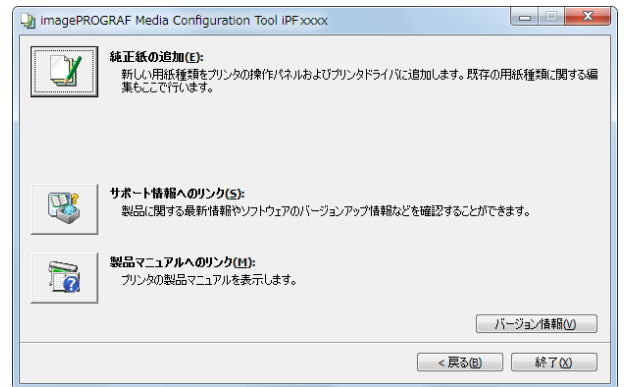 imagePROGRAF Media Configuration Tool iPFxxxx
純正紙の追加(E):
新しい用紙種類をプリンタの操作パネルおよびプリンタドライバに追加します。既存の用紙種類に関する編
集もここで行います。
サポート情報へのリンク(S):
製品に関する最新情報やソフトウェアのバージョンアップ情報などを確認することができます。
製品マニュアルへのリンク(M):
プリンタの製品マニュアルを表示します。
バージョン情報(V)
< 戻る(B)
終了(X)